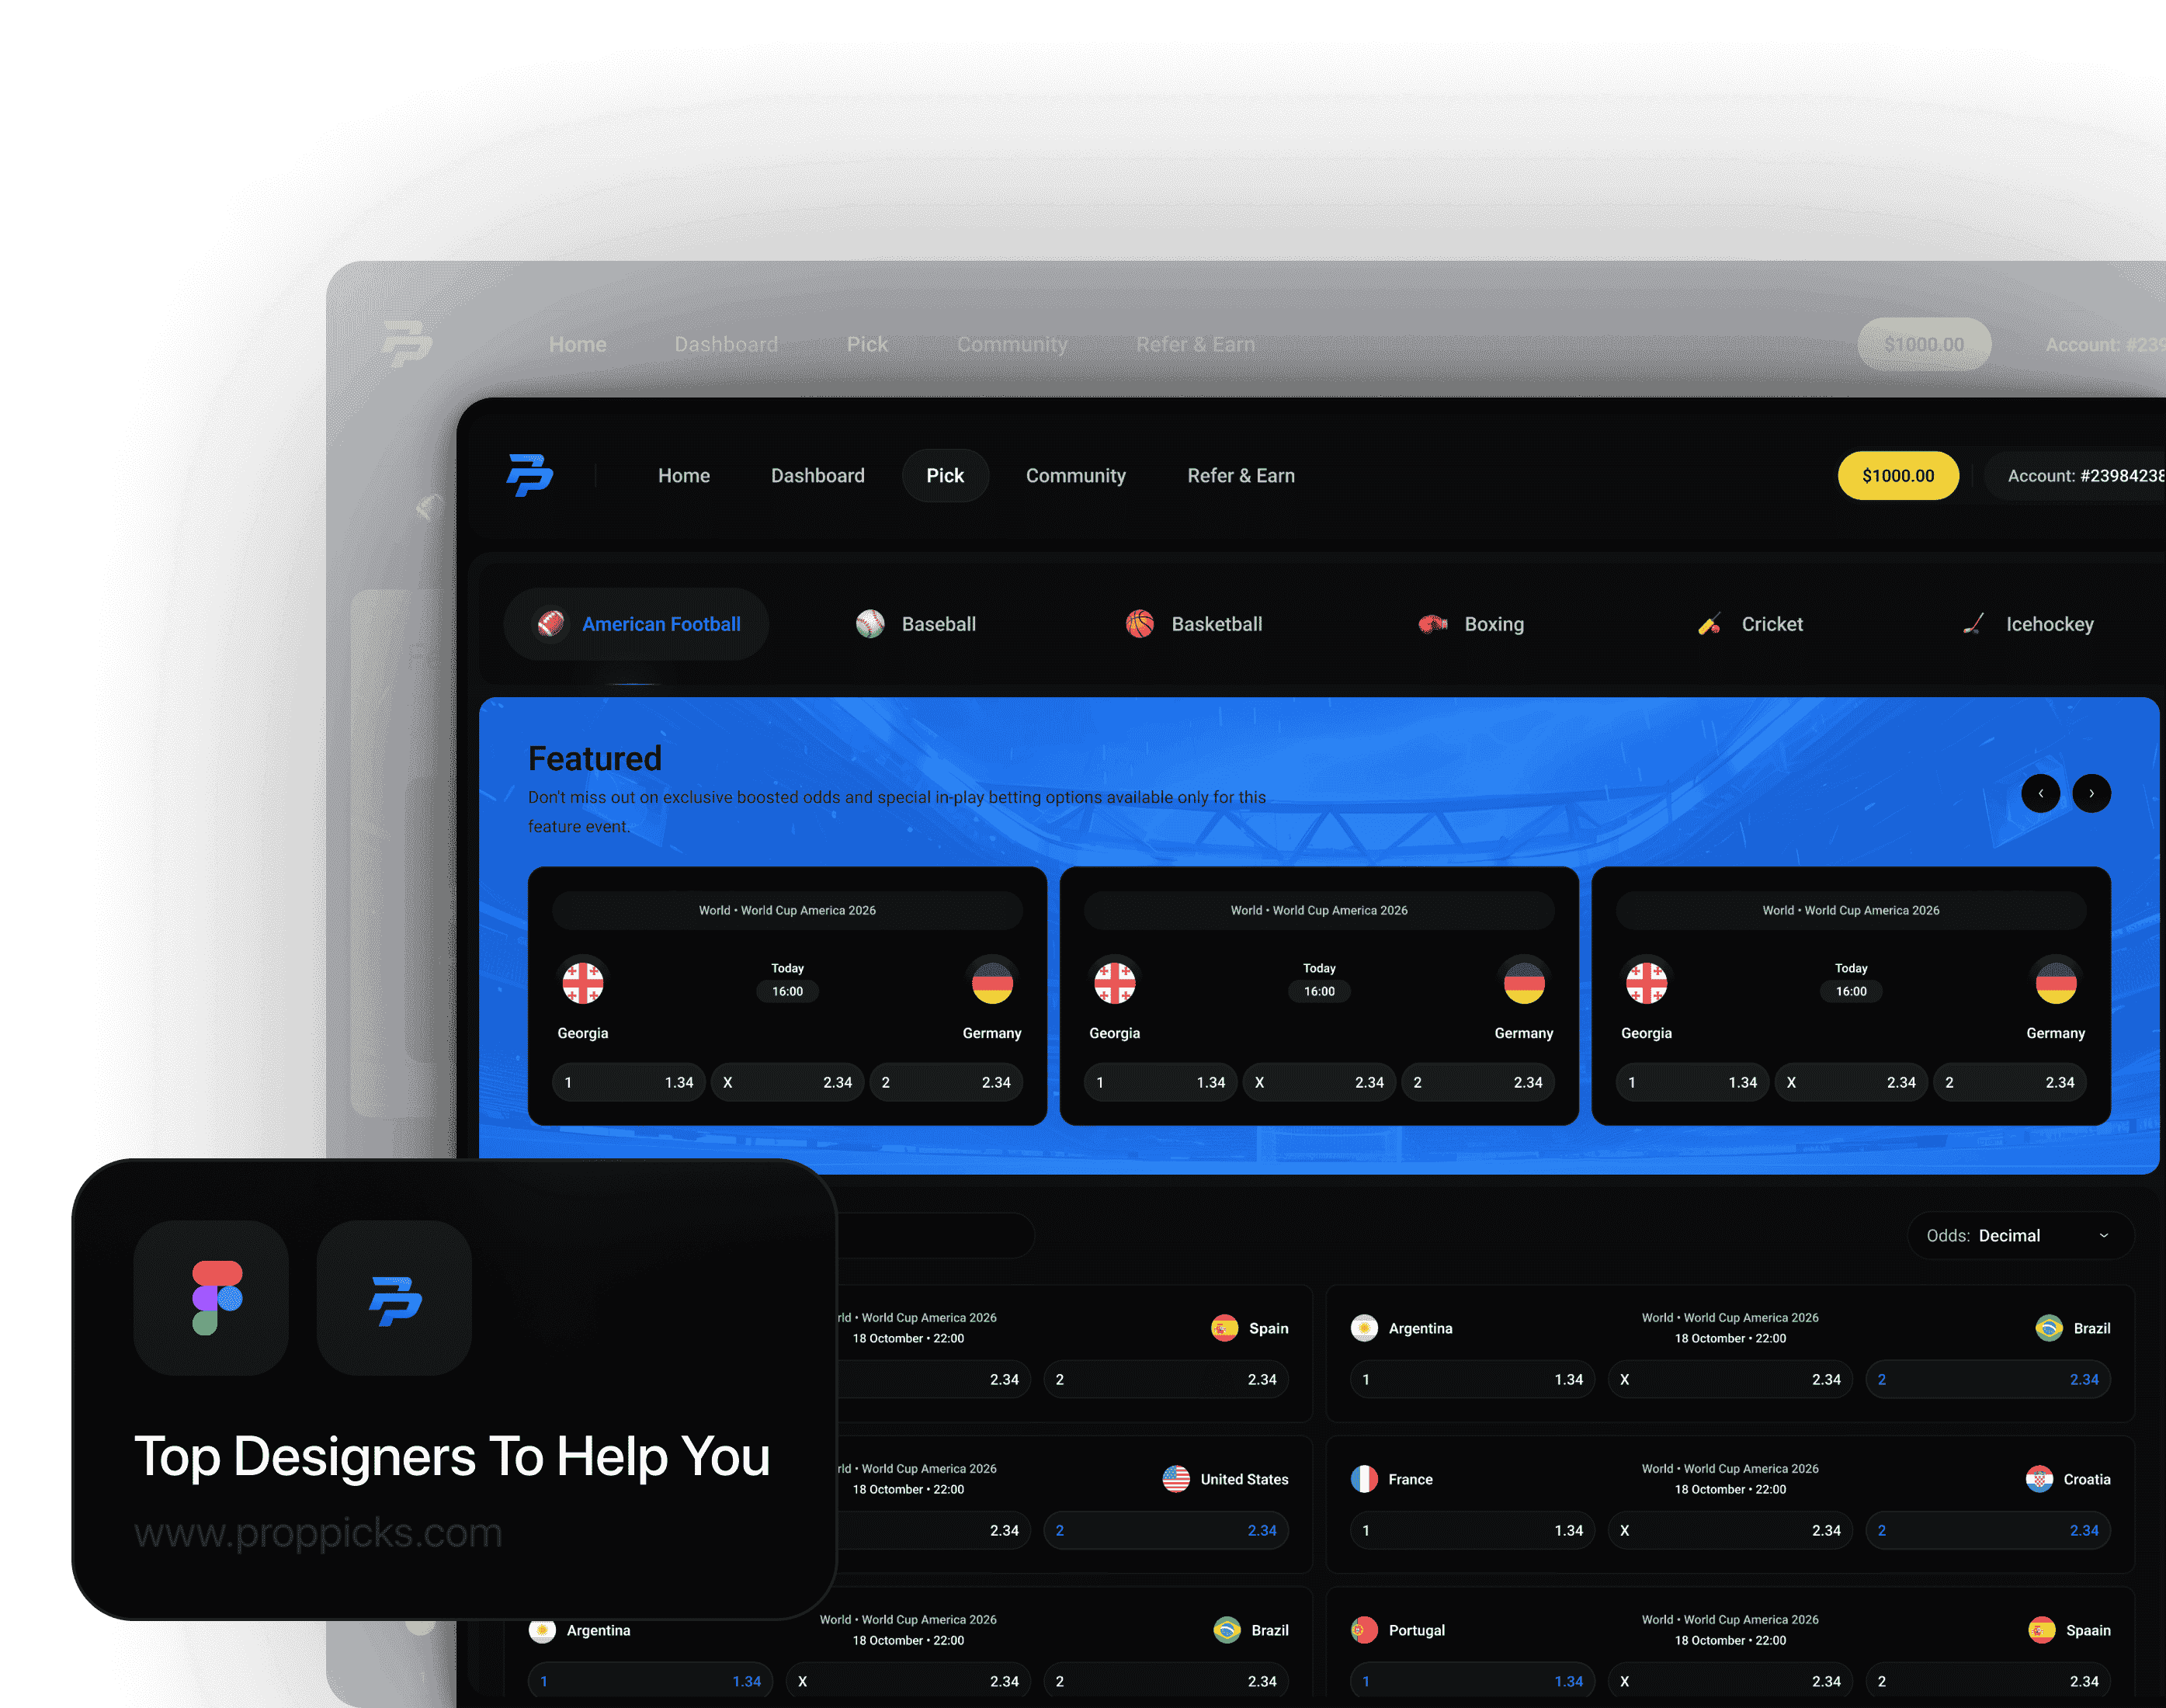 Home Dashboard Pick Community Refer & Earn $1000.00 Account: #239
Home Dashboard Pick Community Refer & Earn $1000.00 Account: #23984238
American Football Baseball Basketball Boxing Cricket Icehockey
Featured
Don't miss out on exclusive boosted odds and special in-play betting options available only for this
feature event.
World • World Cup America 2026 World • World Cup America 2026 World • World Cup America 2026
Today Today Today
16:00 16:00 16:00
Georgia Germany Georgia Germany Georgia Germany
1 1.34 X 2.34 2 2.34 1 1.34 X 2.34 2 2.34 1 1.34 X 2.34 2 2.34
Odds: Decimal
rld • World Cup America 2026 Spain Argentina World • World Cup America 2026 Brazil
18 Octomber • 22:00 18 Octomber • 22:00
2.34 2 2.34 1 1.34 X 2.34 2 2.34
rld • World Cup America 2026 United States France World • World Cup America 2026 Croatia
18 Octomber • 22:00 18 Octomber • 22:00
2.34 2 2.34 1 1.34 X 2.34 2 2.34
Top Designers To Help You
www.proppicks.com
Argentina World • World Cup America 2026 Brazil Portugal World • World Cup America 2026 Spaain
18 Octomber • 22:00 18 Octomber • 22:00
1 1.34 X 2.34 2 2.34 1 1.34 X 2.34 2 2.34